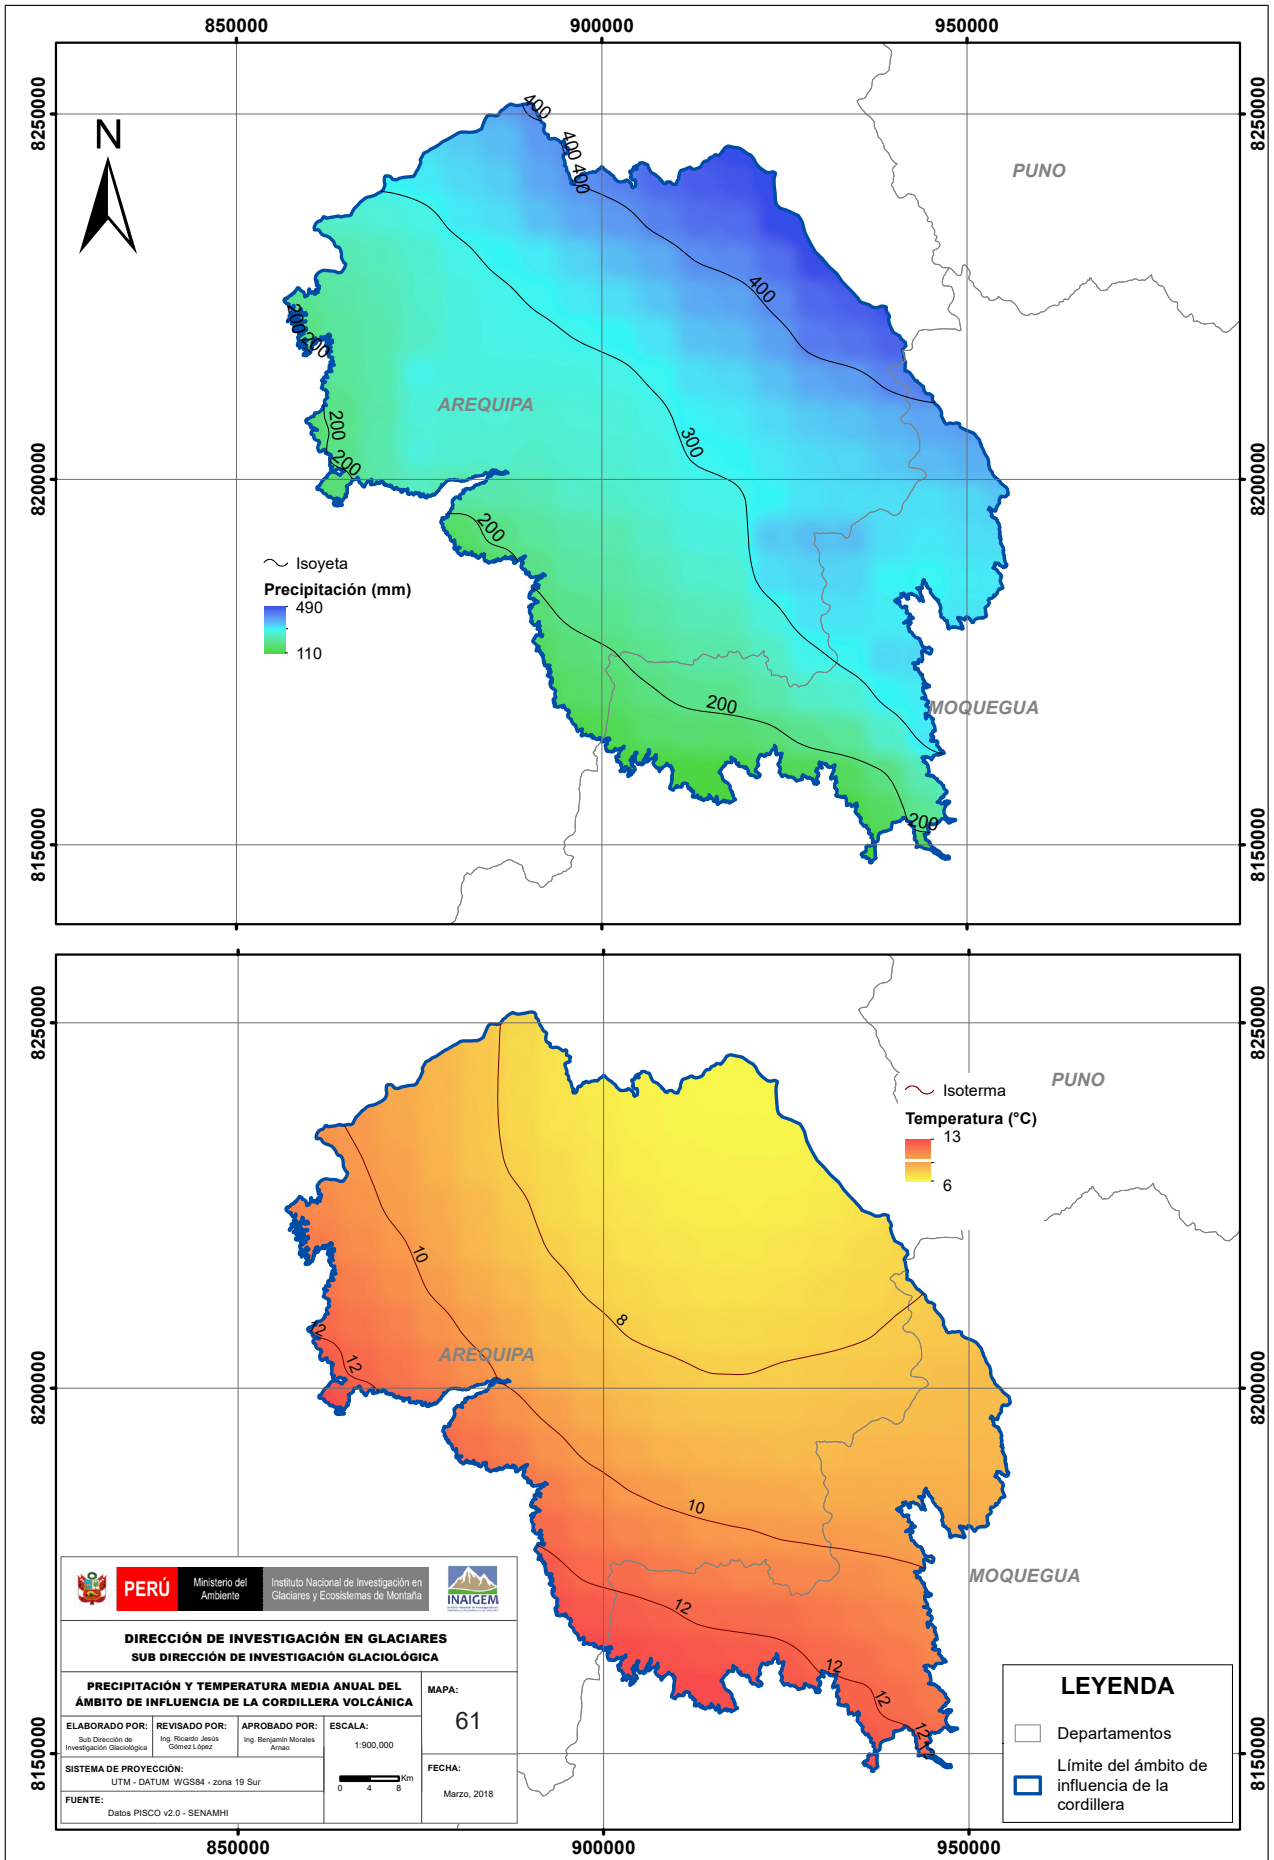 850000
900000
950000
8250000
8250000
N
400
400
400
PUNO
400
200
200
AREQUIPA
200
200
300
8200000
8200000
200
Isoyeta
Precipitación (mm)
490
110
200
MOQUEGUA
200
8150000
8150000
8250000
8250000
PUNO
Isoterma
Temperatura (°C)
13
6
10
8
12
12
AREQUIPA
8200000
8200000
10
12
MOQUEGUA
12
12
12
8150000
8150000
PERÚ
Ministerio del
Ambiente
Instituto Nacional de Investigación en
Glaciares y Ecosistemas de Montaña
INAIGEM
DIRECCIÓN DE INVESTIGACIÓN EN GLACIARES
SUB DIRECCIÓN DE INVESTIGACIÓN GLACIOLÓGICA
PRECIPITACIÓN Y TEMPERATURA MEDIA ANUAL DEL
ÁMBITO DE INFLUENCIA DE LA CORDILLERA VOLCÁNICA
MAPA:
61
ELABORADO POR:
Sub Dirección de
Investigación Glaciológica
REVISADO POR:
Ing. Ricardo Jesús
Gómez López
APROBADO POR:
Ing. Benjamín Morales
Arnao
ESCALA:
1:900,000
0 4 8 Km
SISTEMA DE PROYECCIÓN:
UTM - DATUM WGS84 - zona 19 Sur
FECHA:
Marzo, 2018
FUENTE:
Datos PISCO v2.0 - SENAMHI
LEYENDA
Departamentos
Límite del ámbito de
influencia de la
cordillera
850000
900000
950000